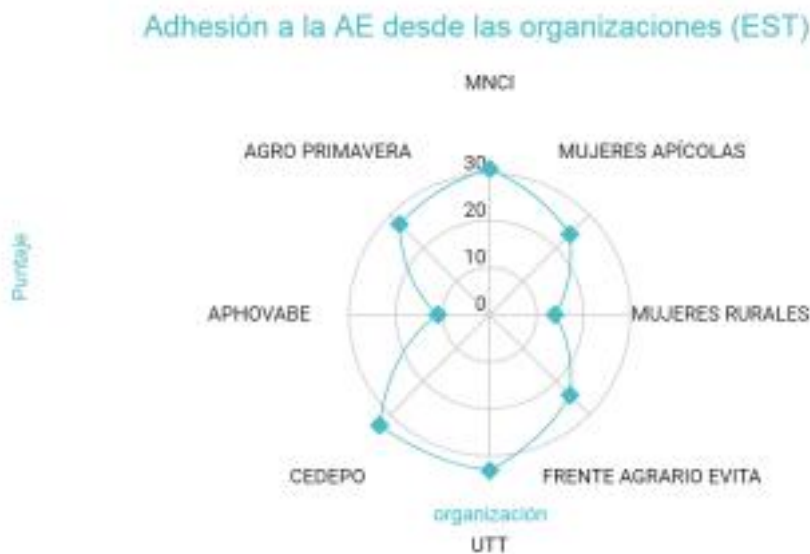 Adhesión a la AE desde las organizaciones (EST)
MNCI
AGRO PRIMAVERA
MUJERES APÍCOLAS
30
20
10
0
Puntaje
APHOVABE
MUJERES RURALES
CEDEPO
FRENTE AGRARIO EVITA
organización
UTT